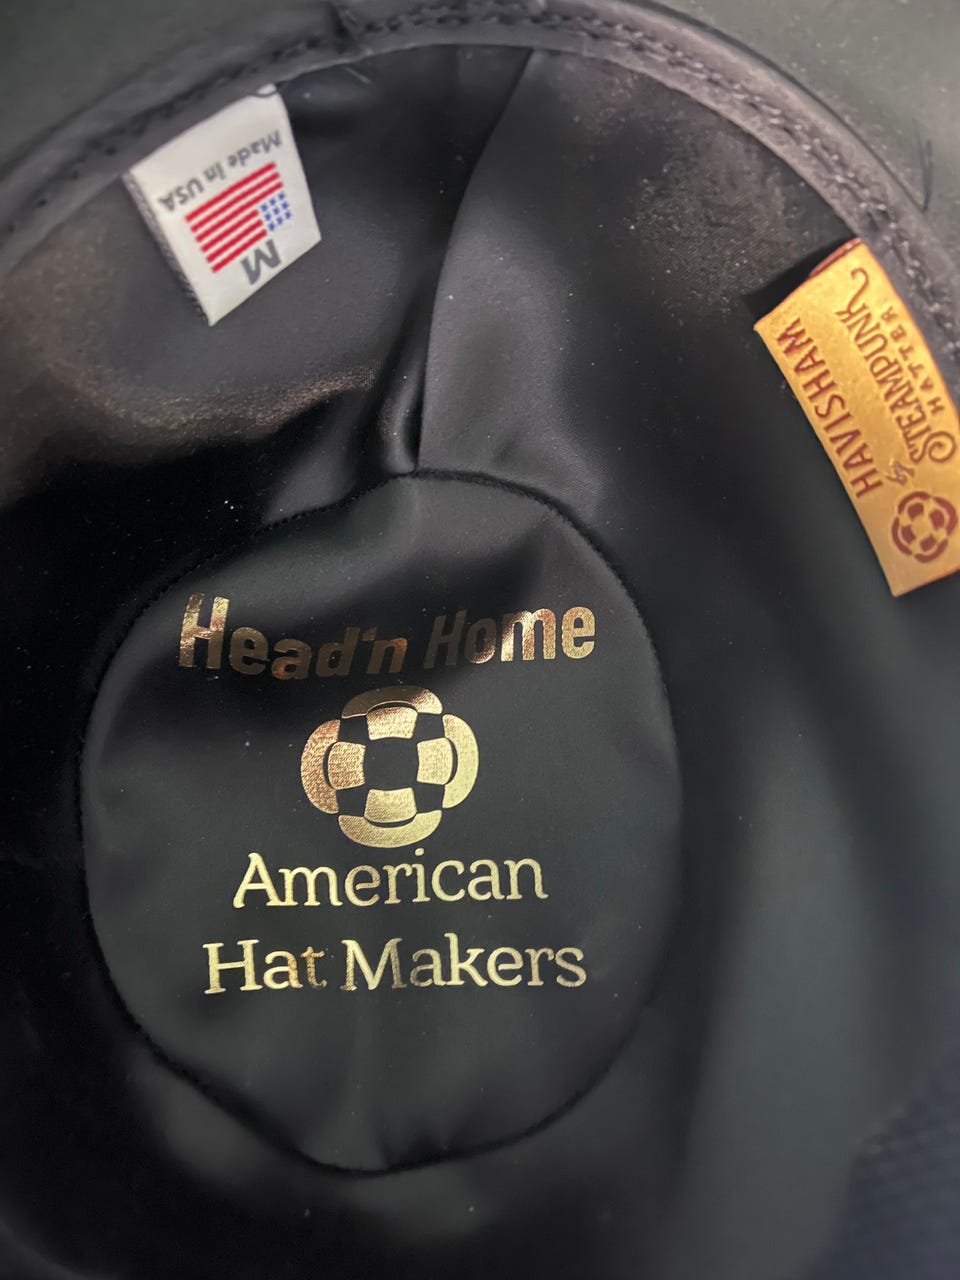 Made in USA
M
HAVISHAM
by STEAMPUNK
HATTER
Head'n Home
American
Hat Makers